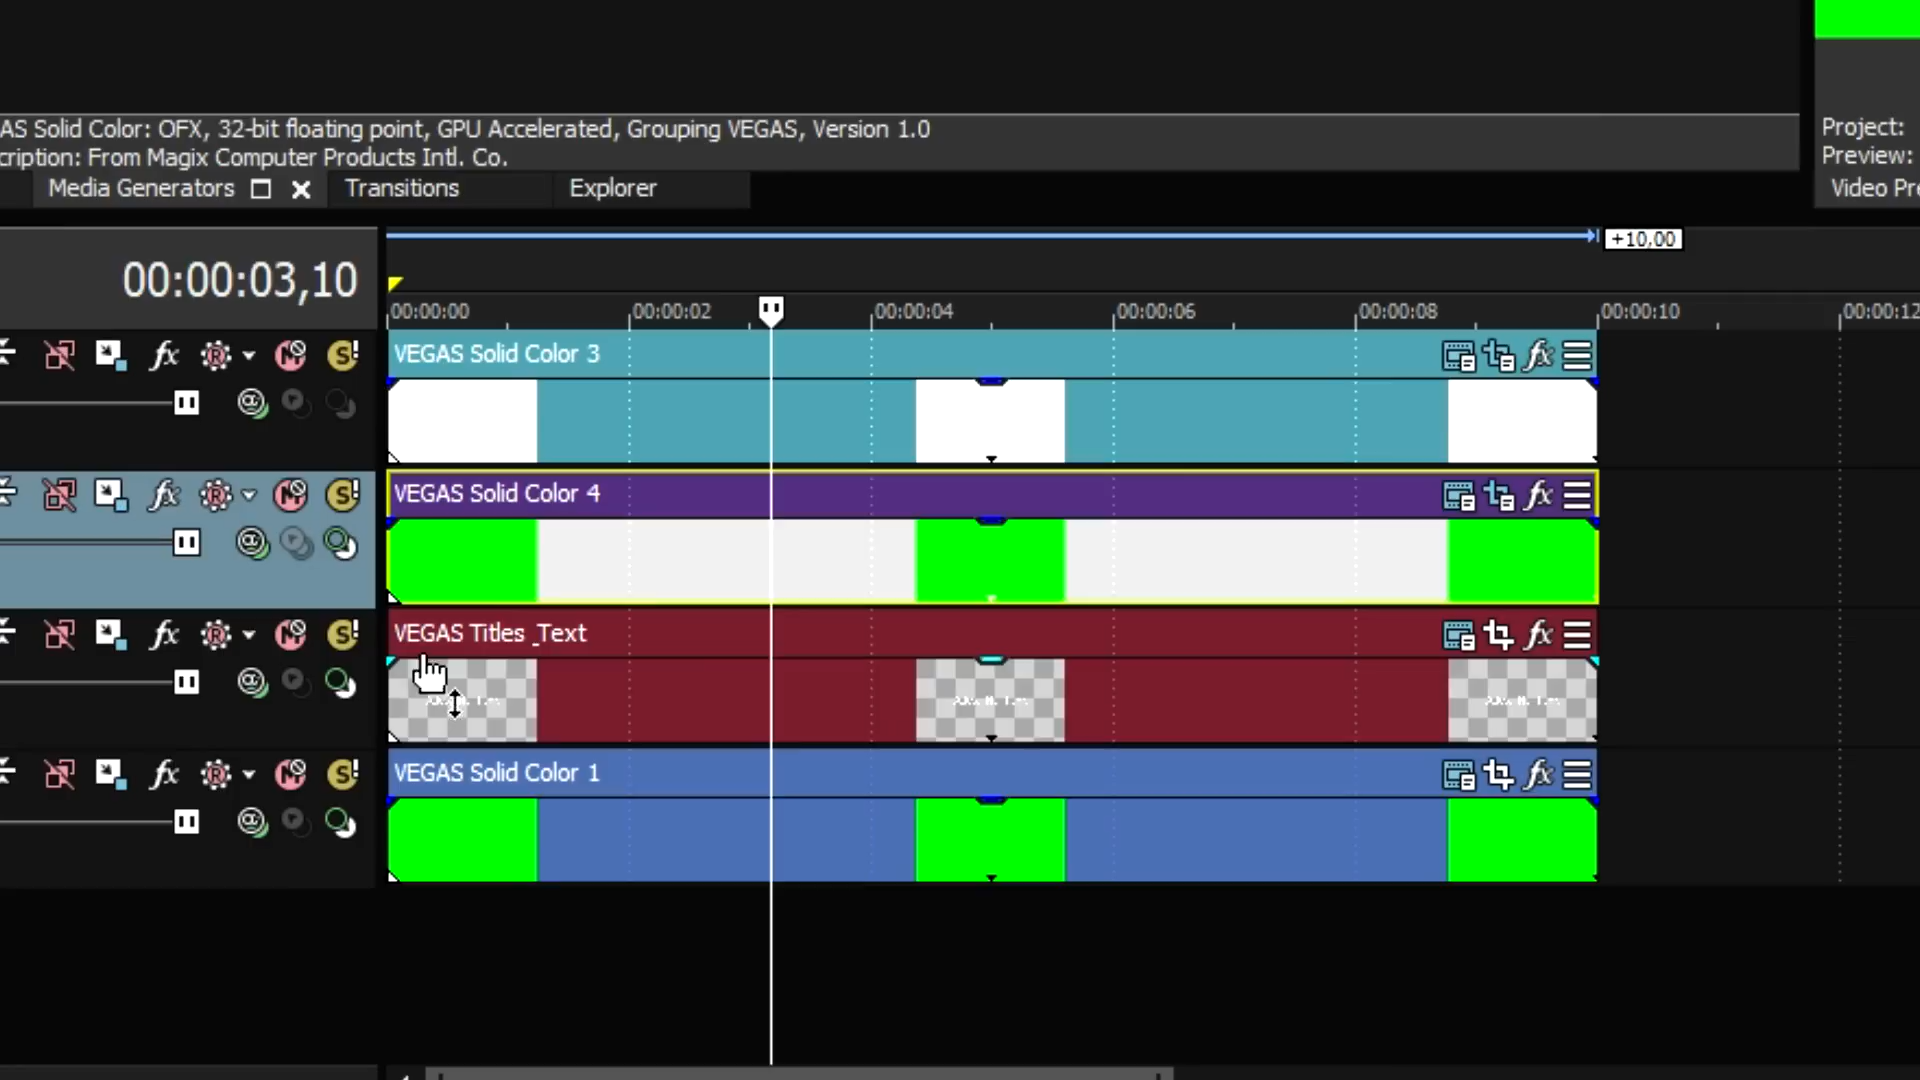 AS Solid Color: OFX, 32-bit floating point, GPU Accelerated, Grouping VEGAS, Version 1.0
cription: From Magix Computer Products Intl. Co.
Project:
Preview:
Media Generators Transitions Explorer
Video Pre
+10,00
00:00:03,10
00:00:00 00:00:02 00:00:04 00:00:06 00:00:08 00:00:10 00:00:12
VEGAS Solid Color 3
VEGAS Solid Color 4
VEGAS Titles _Text
VEGAS Solid Color 1